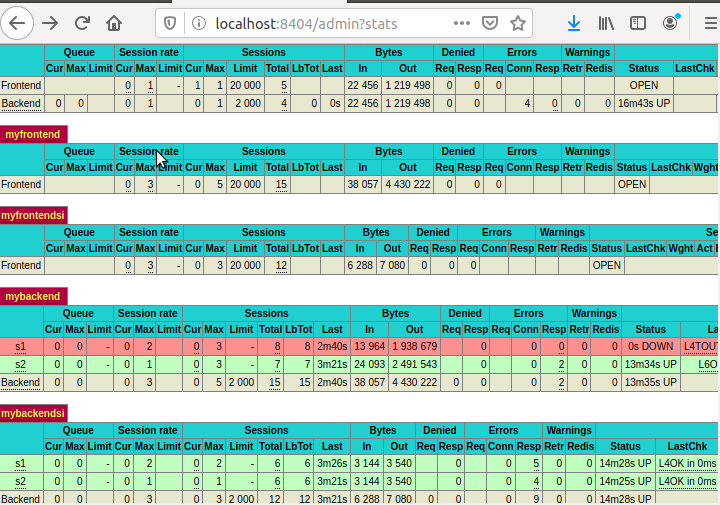 localhost:8404/admin?stats
Queue Session rate Sessions Bytes Denied Errors Warnings
Cur Max Limit Cur Max Limit Cur Max Limit Total LbTot Last In Out Req Resp Req Conn Resp Retr Redis Status LastChk
Frontend 0 1 - 1 1 20 000 5 22 456 1 219 498 0 0 0 OPEN
Backend 0 0 0 1 0 1 2 000 4 0 0s 22 456 1 219 498 0 0 4 0 0 0 16m43s UP
myfrontend
Queue Session rate Sessions Bytes Denied Errors Warnings
Cur Max Limit Cur Max Limit Cur Max Limit Total LbTot Last In Out Req Resp Req Conn Resp Retr Redis Status LastChk Wght
Frontend 0 3 - 0 5 20 000 15 38 057 4 430 222 0 0 0 OPEN
myfrontendsi
Queue Session rate Sessions Bytes Denied Errors Warnings Se
Cur Max Limit Cur Max Limit Cur Max Limit Total LbTot Last In Out Req Resp Req Conn Resp Retr Redis Status LastChk Wght Act
Frontend 0 3 - 0 3 20 000 12 6 288 7 080 0 0 0 OPEN
mybackend
Queue Session rate Sessions Bytes Denied Errors Warnings
Cur Max Limit Cur Max Limit Cur Max Limit Total LbTot Last In Out Req Resp Req Conn Resp Retr Redis Status La
s1 0 0 - 0 2 0 3 - 8 8 2m40s 13 964 1 938 679 0 0 0 0 0 0s DOWN L4TOU
s2 0 0 - 0 1 0 3 - 7 7 3m21s 24 093 2 491 543 0 0 2 0 0 13m34s UP L6O
Backend 0 0 0 3 0 5 2 000 15 15 2m40s 38 057 4 430 222 0 0 0 2 0 0 13m35s UP
mybackendsi
Queue Session rate Sessions Bytes Denied Errors Warnings
Cur Max Limit Cur Max Limit Cur Max Limit Total LbTot Last In Out Req Resp Req Conn Resp Retr Redis Status LastChk
s1 0 0 - 0 2 0 2 - 6 6 3m26s 3 144 3 540 0 0 5 0 0 14m28s UP L4OK in 0ms
s2 0 0 - 0 1 0 1 - 6 6 3m21s 3 144 3 540 0 0 4 0 0 14m25s UP L4OK in 0ms
Backend 0 0 0 3 0 3 2 000 12 12 3m21s 6 288 7 080 0 0 0 9 0 0 14m28s UP